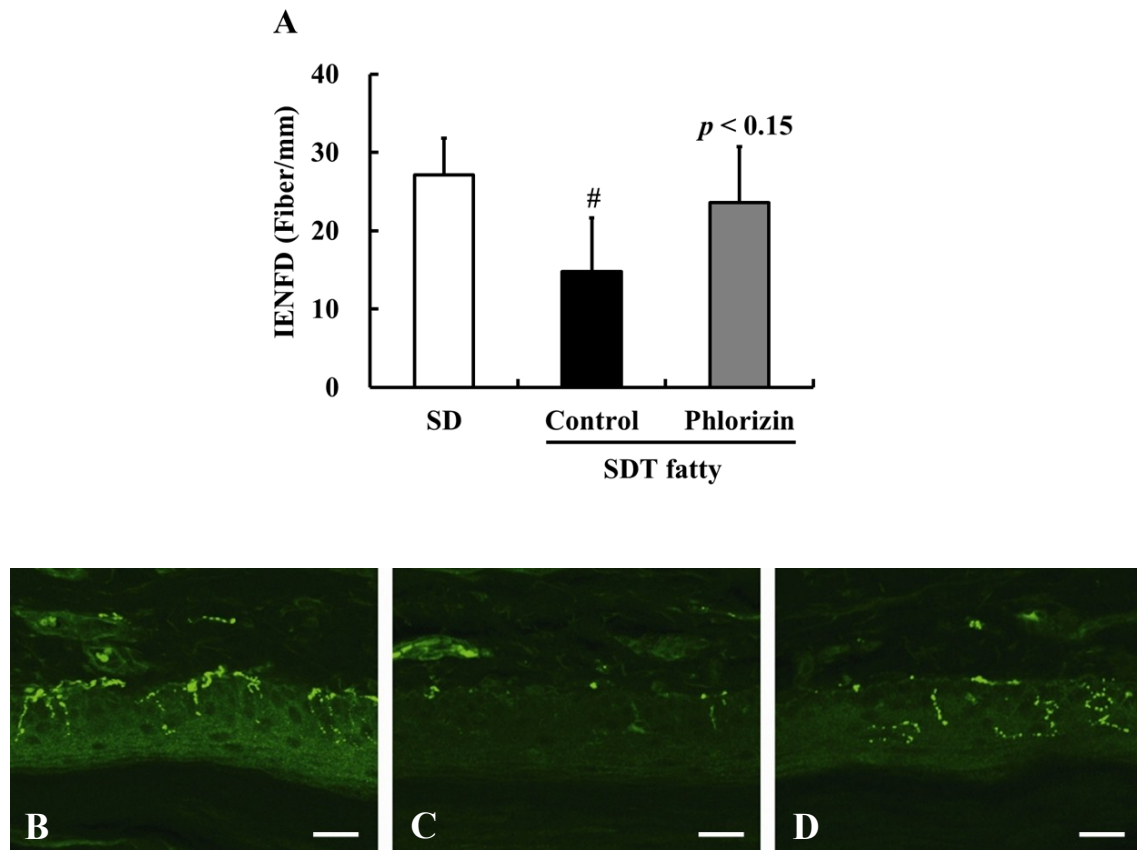 A
40
30
20
10
0
IENFD (Fiber/mm)
#
p < 0.15
SD
Control
Phlorizin
SDT fatty
B
C
D